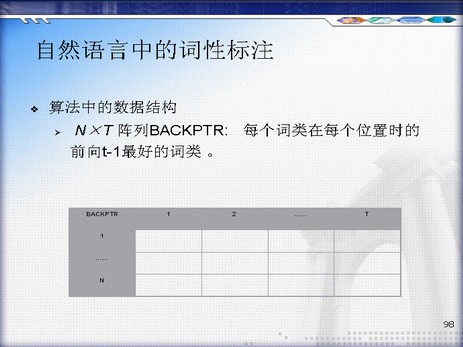 自然语言中的词性标注
❖ 算法中的数据结构
➢ N×T 阵列BACKPTR: 每个词类在每个位置时的
前向t-1最好的词类 。
BACKPTR 1 2 …… T
1
……
N
98